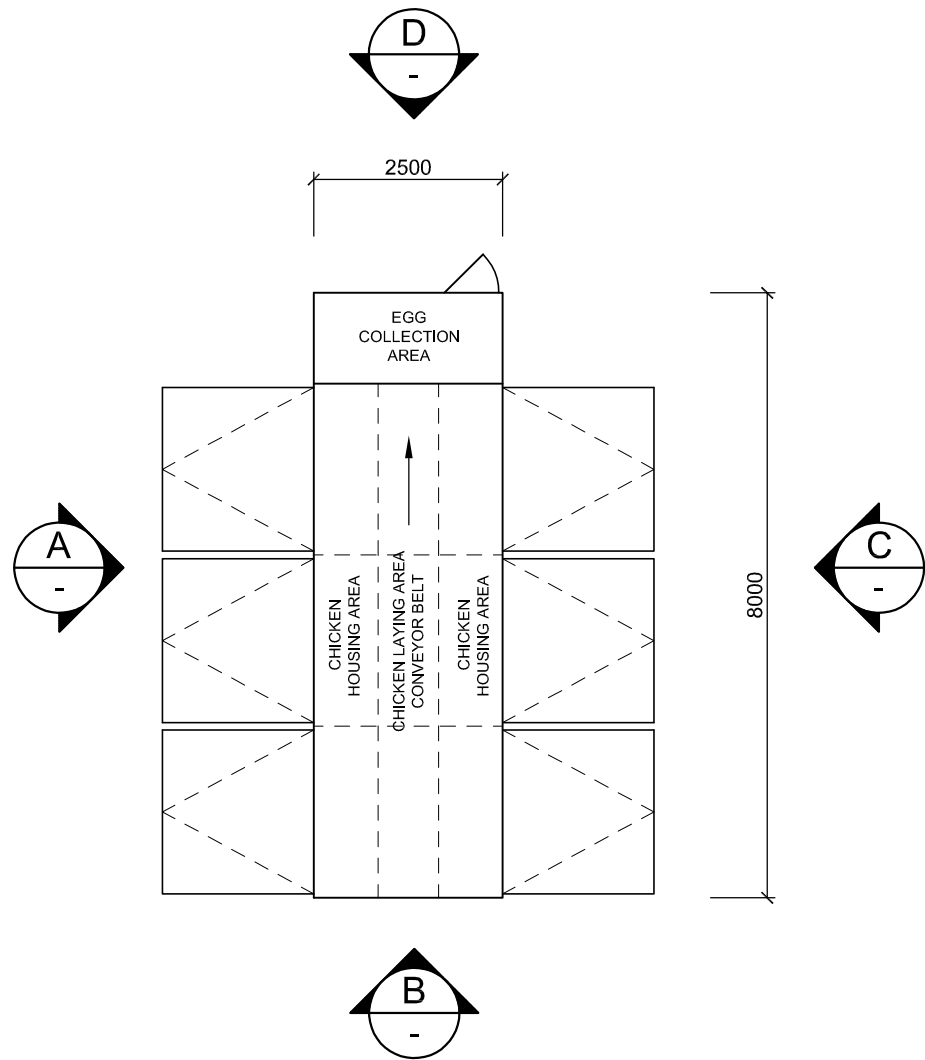 D
-
2500
EGG
COLLECTION
AREA
A
-
C
-
8000
CHICKEN
HOUSING AREA
CHICKEN LAYING AREA
CONVEYOR BELT
CHICKEN
HOUSING AREA
B
-